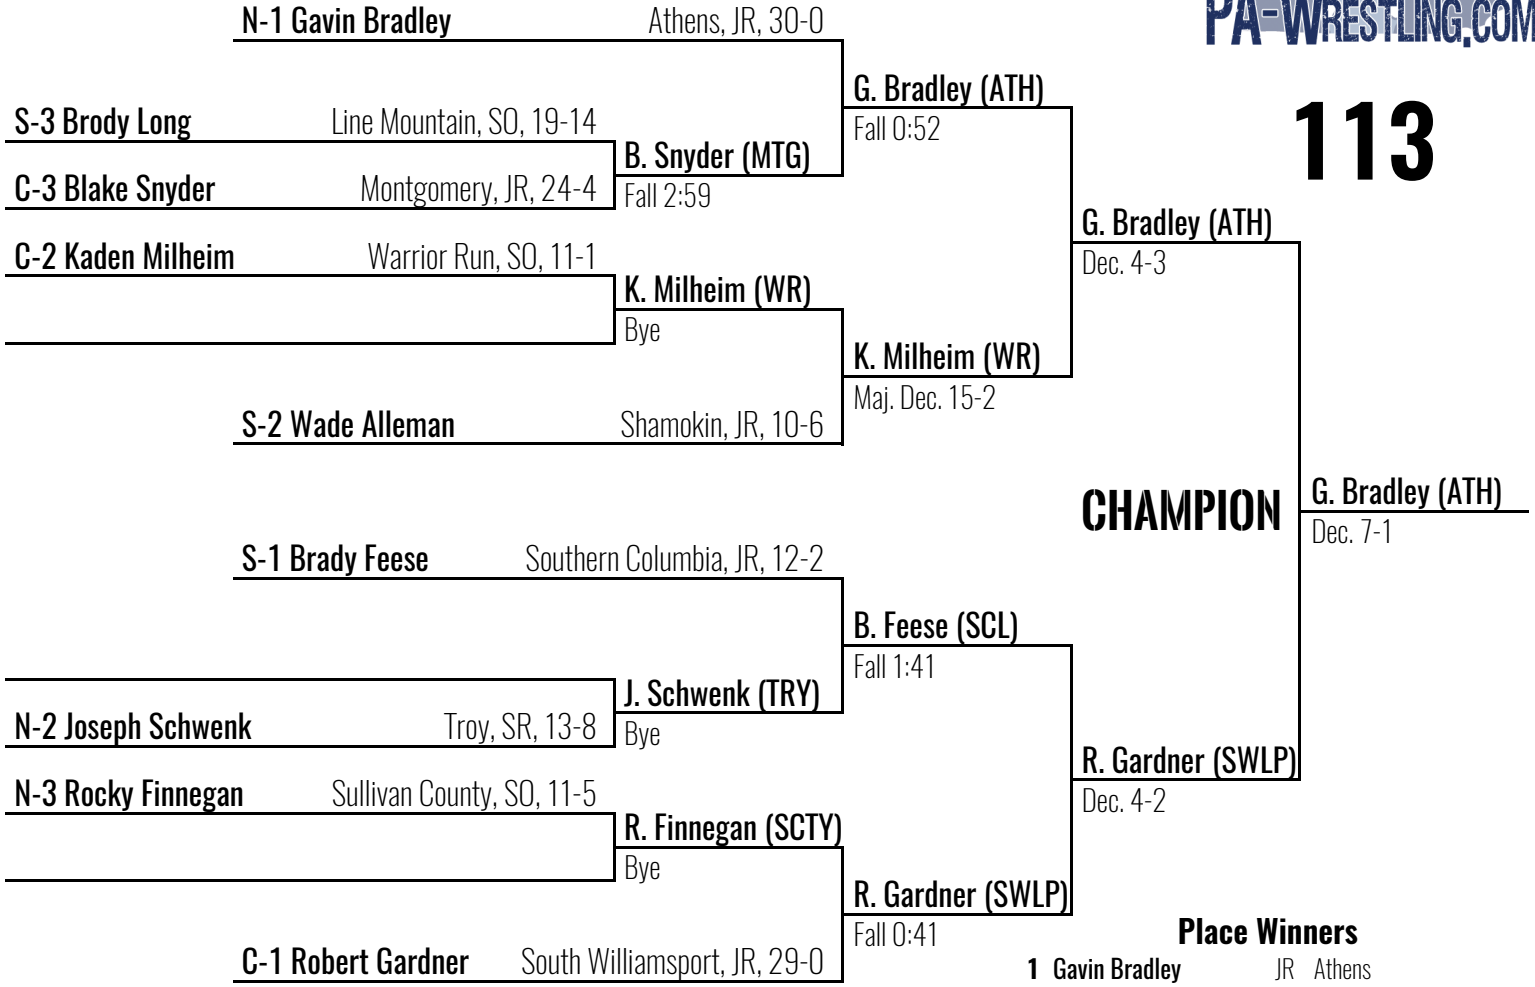 N-1 Gavin Bradley Athens, JR, 30-0
PA-WRESTLING.COM
G. Bradley (ATH)
Fall 0:52
113
S-3 Brody Long Line Mountain, SO, 19-14
B. Snyder (MTG)
Fall 2:59
C-3 Blake Snyder Montgomery, JR, 24-4
G. Bradley (ATH)
Dec. 4-3
C-2 Kaden Milheim Warrior Run, SO, 11-1
K. Milheim (WR)
Bye
K. Milheim (WR)
Maj. Dec. 15-2
S-2 Wade Alleman Shamokin, JR, 10-6
CHAMPION
G. Bradley (ATH)
Dec. 7-1
S-1 Brady Feese Southern Columbia, JR, 12-2
B. Feese (SCL)
Fall 1:41
J. Schwenk (TRY)
Bye
N-2 Joseph Schwenk Troy, SR, 13-8
R. Gardner (SWLP)
Dec. 4-2
N-3 Rocky Finnegan Sullivan County, SO, 11-5
R. Finnegan (SCTY)
Bye
R. Gardner (SWLP)
Fall 0:41
C-1 Robert Gardner South Williamsport, JR, 29-0
Place Winners
1 Gavin Bradley JR Athens